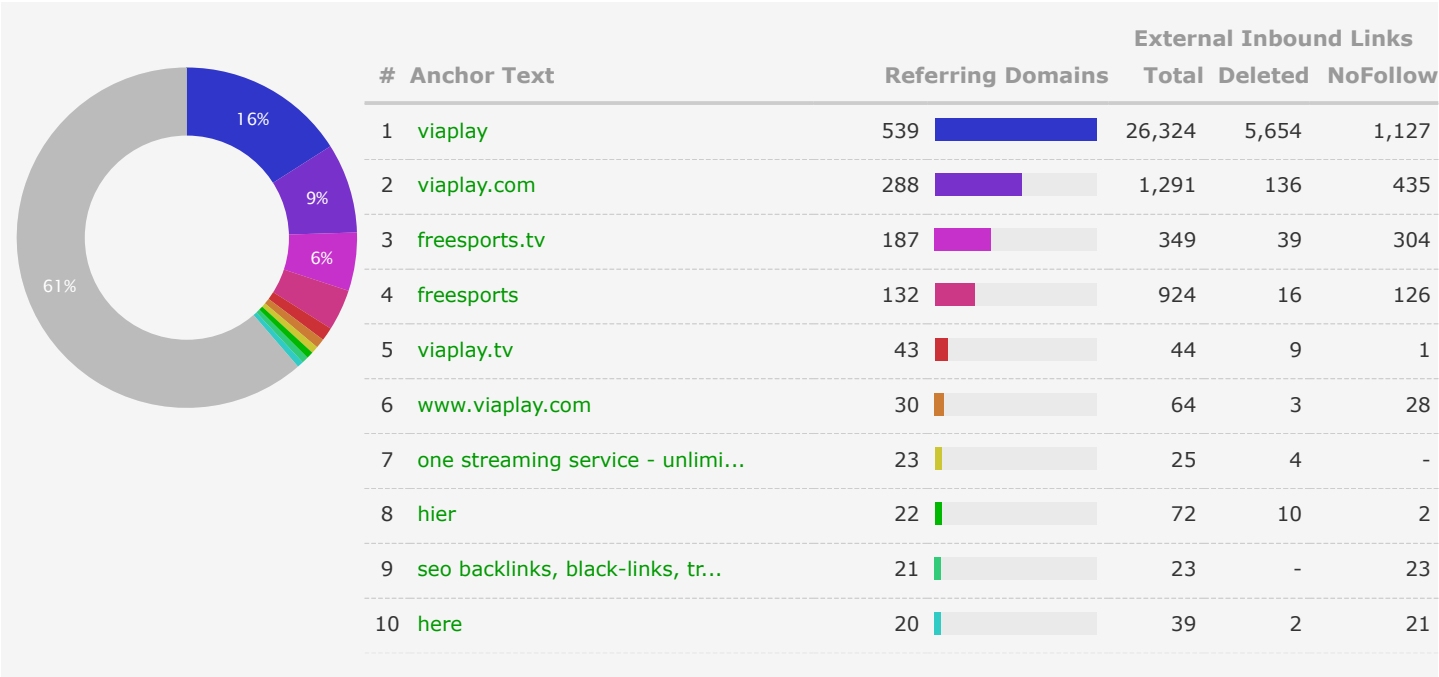 External Inbound Links
# Anchor Text Referring Domains Total Deleted NoFollow
16%
9%
6%
61%
1 viaplay 539 26,324 5,654 1,127
2 viaplay.com 288 1,291 136 435
3 freesports.tv 187 349 39 304
4 freesports 132 924 16 126
5 viaplay.tv 43 44 9 1
6 www.viaplay.com 30 64 3 28
7 one streaming service - unlimi... 23 25 4 -
8 hier 22 72 10 2
9 seo backlinks, black-links, tr... 21 23 - 23
10 here 20 39 2 21